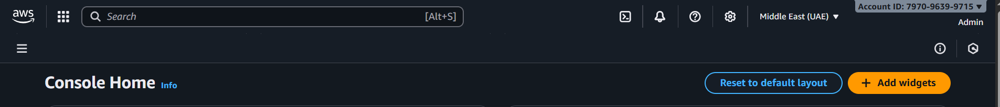 aws
Search [Alt+S]
Middle East (UAE)
Account ID: 7970-9639-9715
Admin
Console Home Info
Reset to default layout
+ Add widgets